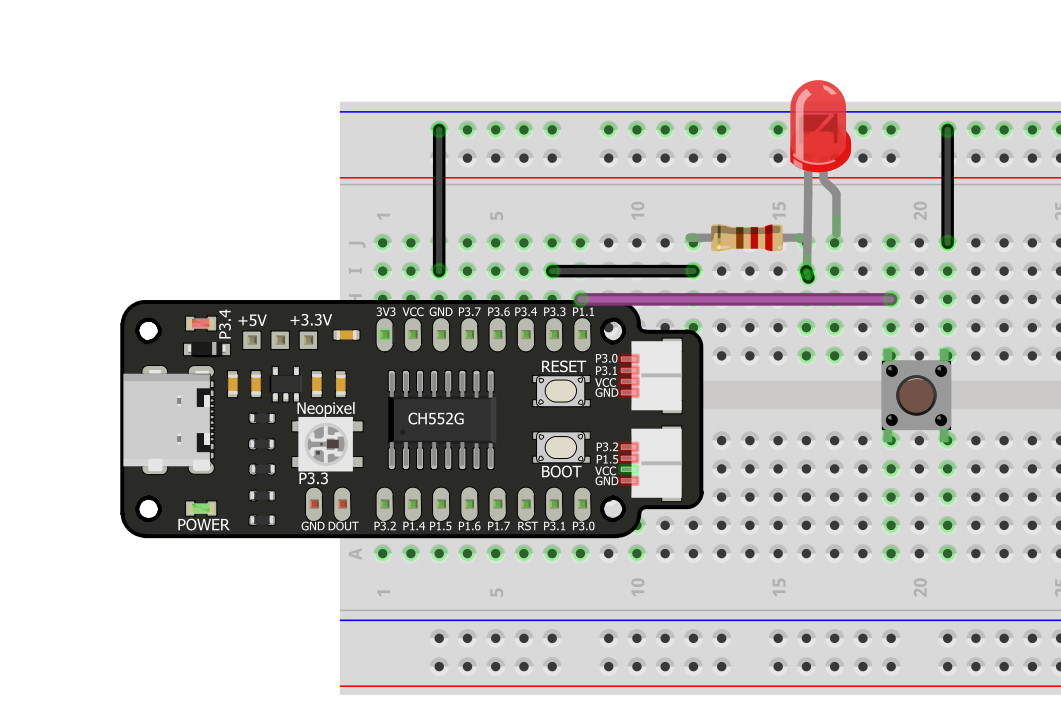 1 5 10 15 20 25
J
I
H
3V3 VCC GND P3.7 P3.6 P3.4 P3.3 P1.1
P3.4
+5V +3.3V
RESET
P3.0
P3.1
VCC
GND
Neopixel
CH552G
P3.3
BOOT
P3.2
P1.5
VCC
GND
POWER
GND DOUT P3.2 P1.4 P1.5 P1.6 P1.7 RST P3.1 P3.0
A
1 5 10 15 20